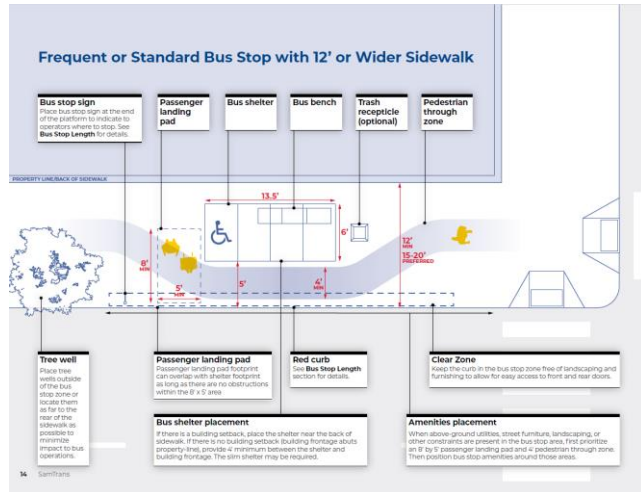 Frequent or Standard Bus Stop with 12' or Wider Sidewalk
Bus stop sign
Place bus stop sign at the end
of the platform to indicate to
operators where to stop. See
Bus Stop Length for details.
Passenger
landing
pad
Bus shelter
Bus bench
Trash
recepticle
(optional)
Pedestrian
through
zone
PROPERTY LINE/BACK OF SIDEWALK
13.5'
6'
12'
MIN
15-20'
PREFERRED
8'
MIN
5'
MIN
5'
4'
MIN
Tree well
Place tree
wells outside
of the bus
stop zone or
locate them
as far to the
rear of the
sidewalk as
possible to
minimize
impact to bus
operations.
Passenger landing pad
Passenger landing pad footprint
can overlap with shelter footprint
as long as there are no obstructions
within the 8' x 5' area
Red curb
See Bus Stop Length
section for details.
Clear Zone
Keep the curb in the bus stop zone free of landscaping and
furnishing to allow for easy access to front and rear doors.
Bus shelter placement
If there is a building setback, place the shelter near the back of
sidewalk. If there is no building setback (building frontage abuts
property-line), provide 4' minimum between the shelter and
building frontage. The slim shelter may be required.
Amenities placement
When above-ground utilities, street furniture, landscaping, or
other constraints are present in the bus stop area, first prioritize
an 8' by 5' passenger landing pad and 4' pedestrian through zone.
Then position bus stop amenities around those areas.
14 SamTrans